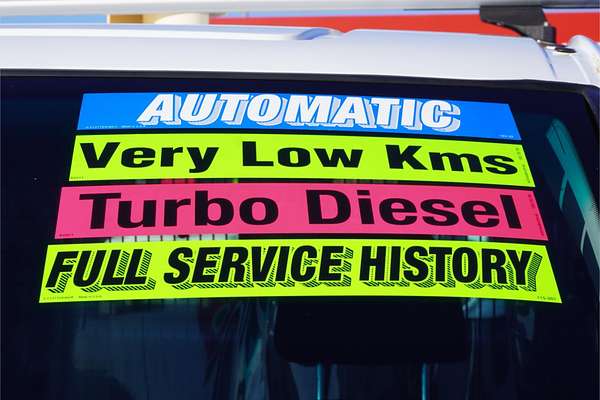 AUTOMATIC
Very Low Kms
Turbo Diesel
FULL SERVICE HISTORY